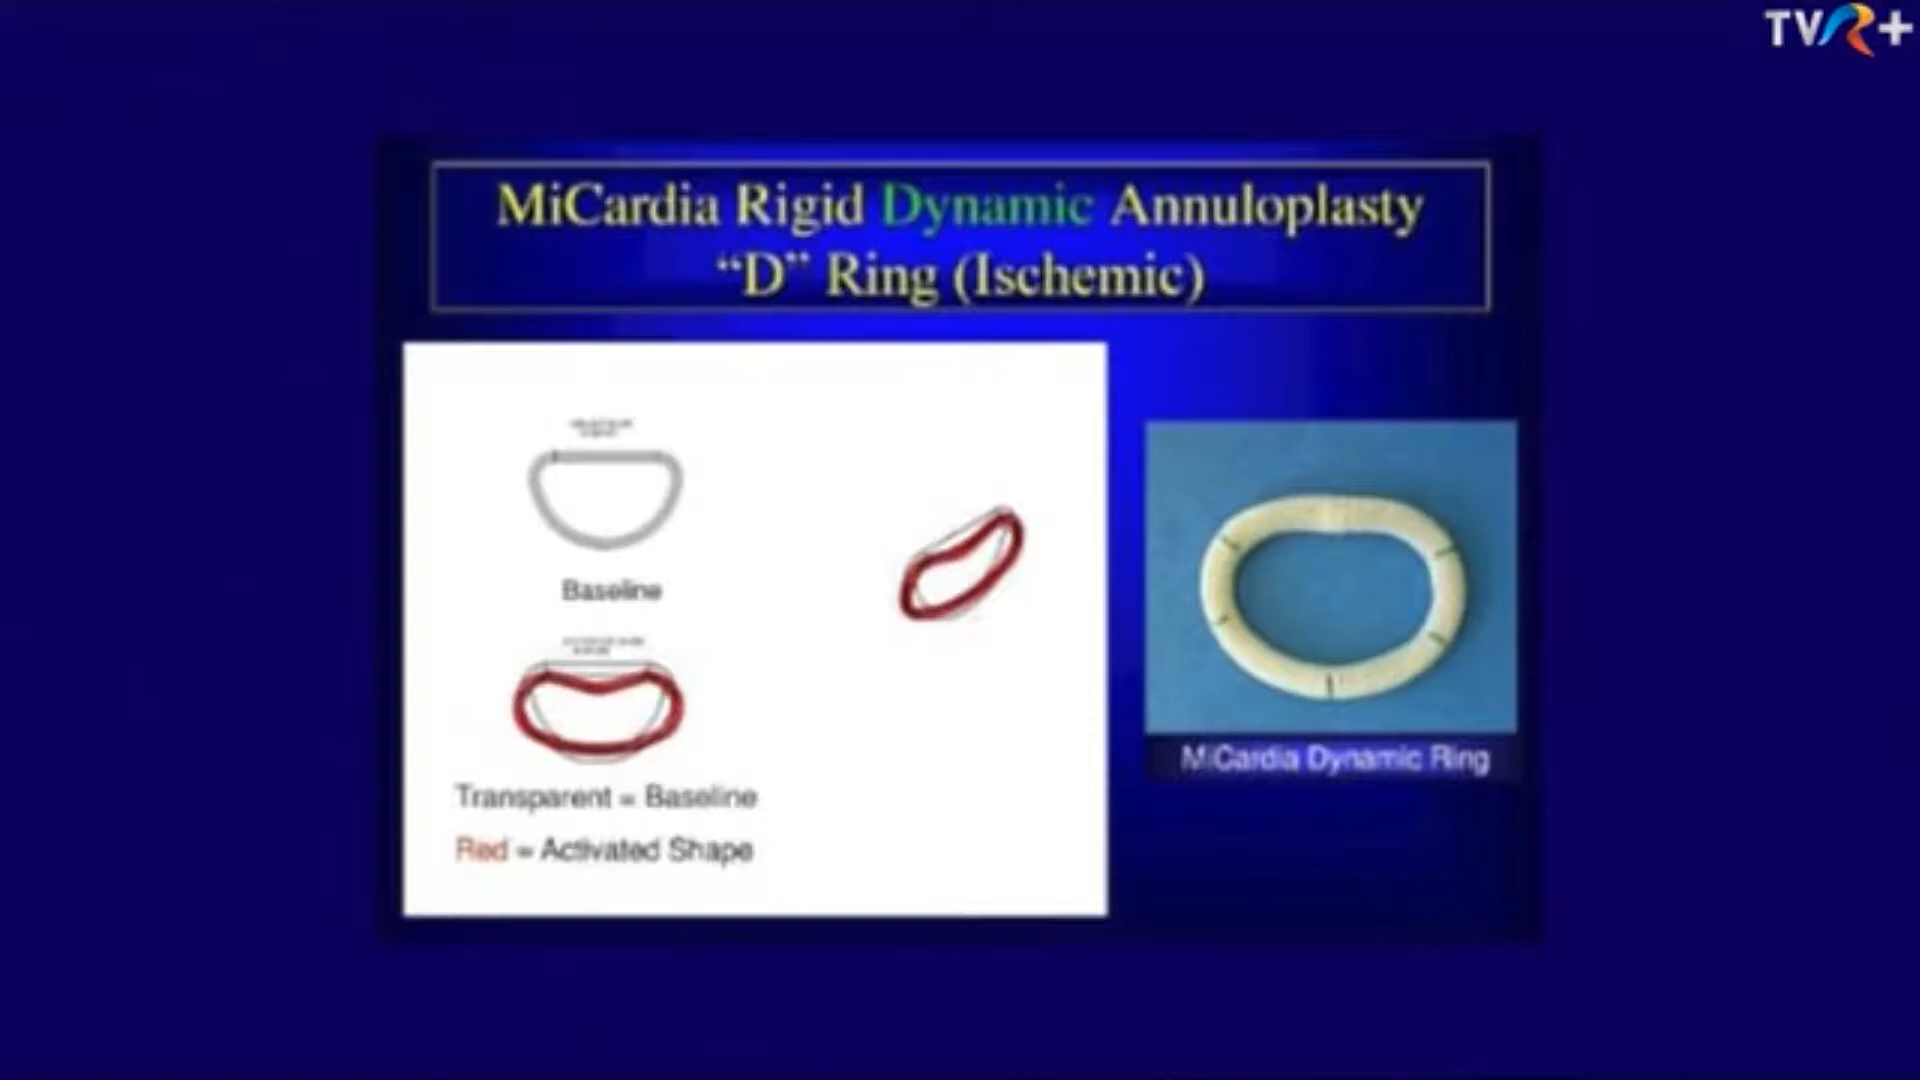 TVR+
MiCardia Rigid Dynamic Annuloplasty
“D” Ring (Ischemic)
Baseline
Transparent = Baseline
Red = Activated Shape
MiCardia Dynamic Ring